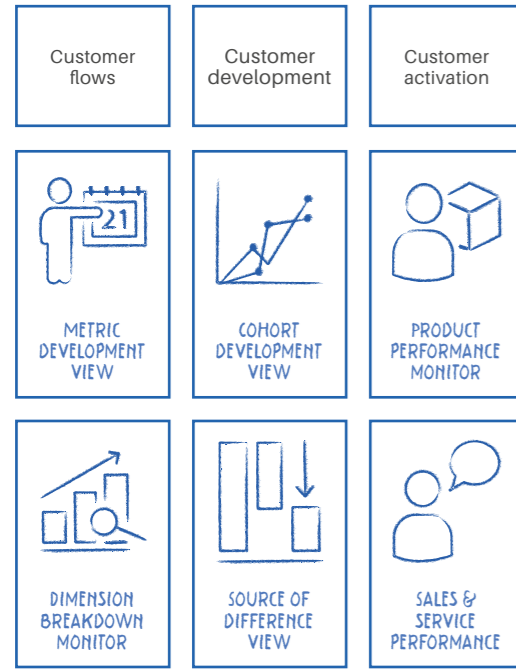 Customer
flows
Customer
development
Customer
activation
21
METRIC
DEVELOPMENT
VIEW
COHORT
DEVELOPMENT
VIEW
PRODUCT
PERFORMANCE
MONITOR
DIMENSION
BREAKDOWN
MONITOR
SOURCE OF
DIFFERENCE
VIEW
SALES &
SERVICE
PERFORMANCE